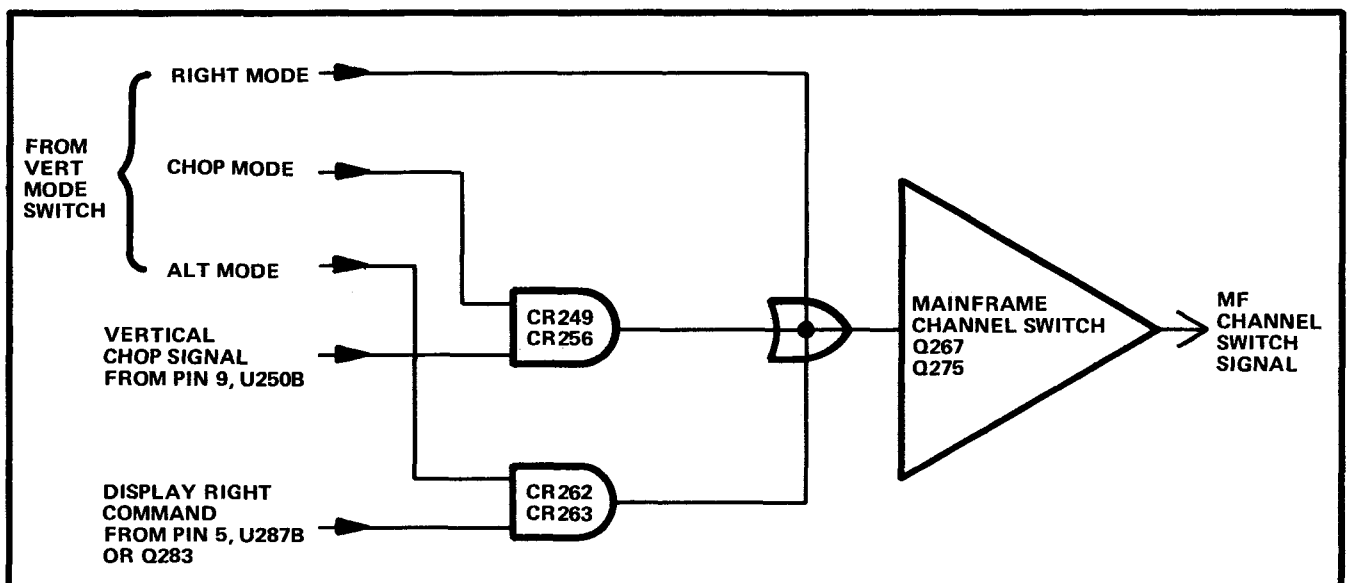 FROM
VERT
MODE
SWITCH
RIGHT MODE
CHOP MODE
ALT MODE
VERTICAL
CHOP SIGNAL
FROM PIN 9, U250B
DISPLAY RIGHT
COMMAND
FROM PIN 5, U287B
OR Q283
CR249
CR256
CR262
CR263
MAINFRAME
CHANNEL SWITCH
Q267
Q275
MF
CHANNEL
SWITCH
SIGNAL